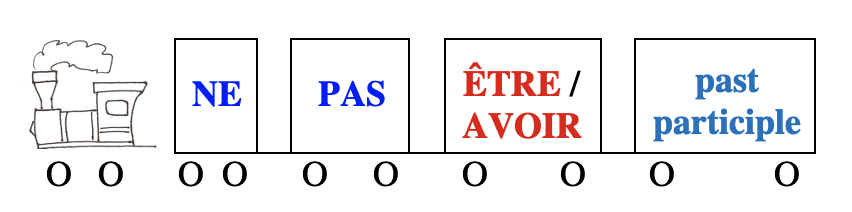 NE PAS ÊTRE / past
AVOIR participle
O O O O O O O O O O